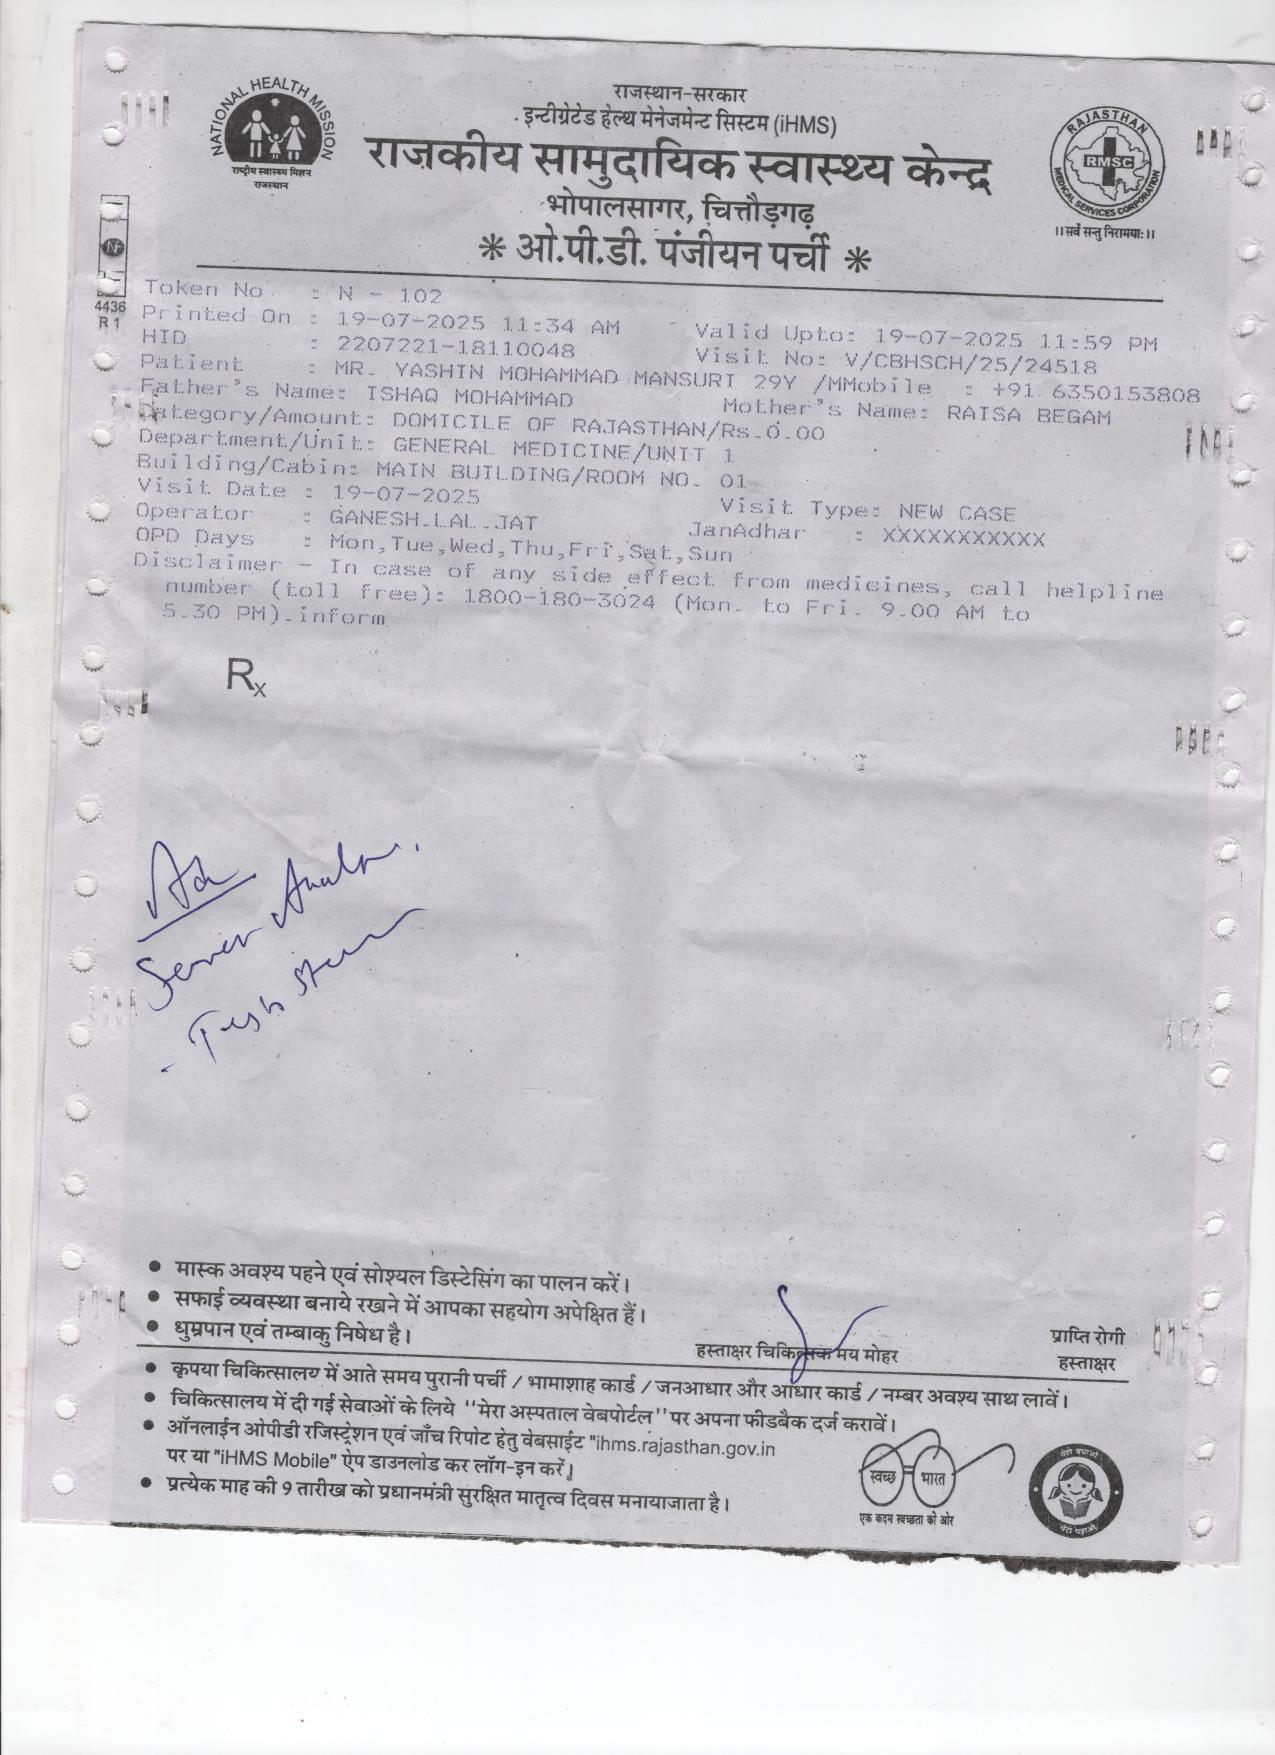 राजस्थान-सरकार
इन्टीग्रेटेड हेल्थ मेनेजमेन्ट सिस्टम (iHMS)
राजकीय सामुदायिक स्वास्थ्य केन्द्र
भोपालसागर, चित्तौड़गढ़
* ओ.पी.डी. पंजीयन पर्ची *
NATIONAL HEALTH MISSION
राष्ट्रीय स्वास्थ्य मिशन
राजस्थान
RAJASTHAN
RMSC
MEDICAL SERVICES CORPORATION
।। सर्वे सन्तु निरामयाः ।।
4436
R 1
Token No : N - 102
Printed On : 19-07-2025 11:34 AM Valid Upto: 19-07-2025 11:59 PM
HID : 2207221-18110048 Visit No: V/CBHSCH/25/24518
Patient : MR. YASHIN MOHAMMAD MANSURI 29Y /MMobile : +91 6350153808
Father's Name: ISHAQ MOHAMMAD Mother's Name: RAISA BEGAM
Category/Amount: DOMICILE OF RAJASTHAN/Rs.0.00
Department/Unit: GENERAL MEDICINE/UNIT 1
Building/Cabin: MAIN BUILDING/ROOM NO. 01
Visit Date : 19-07-2025 Visit Type: NEW CASE
Operator : GANESH.LAL.JAT JanAdhar : XXXXXXXXXXX
OPD Days : Mon,Tue,Wed,Thu,Fri,Sat,Sun
Disclaimer - In case of any side effect from medicines, call helpline
number (toll free): 1800-180-3024 (Mon. to Fri. 9.00 AM to
5.30 PM).inform
Rx
• मास्क अवश्य पहने एवं सोश्यल डिस्टेसिंग का पालन करें।
• सफाई व्यवस्था बनाये रखने में आपका सहयोग अपेक्षित हैं।
• धुम्रपान एवं तम्बाकु निषेध है।
हस्ताक्षर चिकित्सक मय मोहर
प्राप्ति रोगी
हस्ताक्षर
• कृपया चिकित्सालय में आते समय पुरानी पर्ची / भामाशाह कार्ड / जनआधार और आधार कार्ड / नम्बर अवश्य साथ लावें।
• चिकित्सालय में दी गई सेवाओं के लिये ''मेरा अस्पताल वेबपोर्टल'' पर अपना फीडबैक दर्ज करावें।
• ऑनलाईन ओपीडी रजिस्ट्रेशन एवं जाँच रिपोट हेतु वेबसाईट "ihms.rajasthan.gov.in
पर या "iHMS Mobile" ऐप डाउनलोड कर लॉग-इन करें।
• प्रत्येक माह की 9 तारीख को प्रधानमंत्री सुरक्षित मातृत्व दिवस मनायाजाता है।
स्वच्छ भारत
एक कदम स्वच्छता की ओर
बेटी बचाओ
बेटी पढ़ाओ